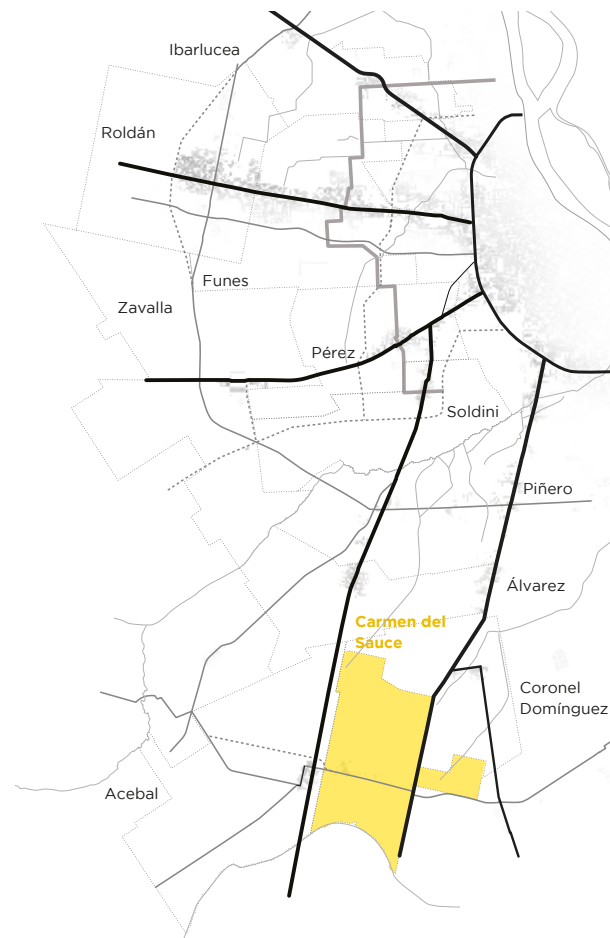 Ibarlucea
Roldán
Funes
Zavalla
Pérez
Soldini
Piñero
Álvarez
Carmen del
Sauce
Coronel
Domínguez
Acebal